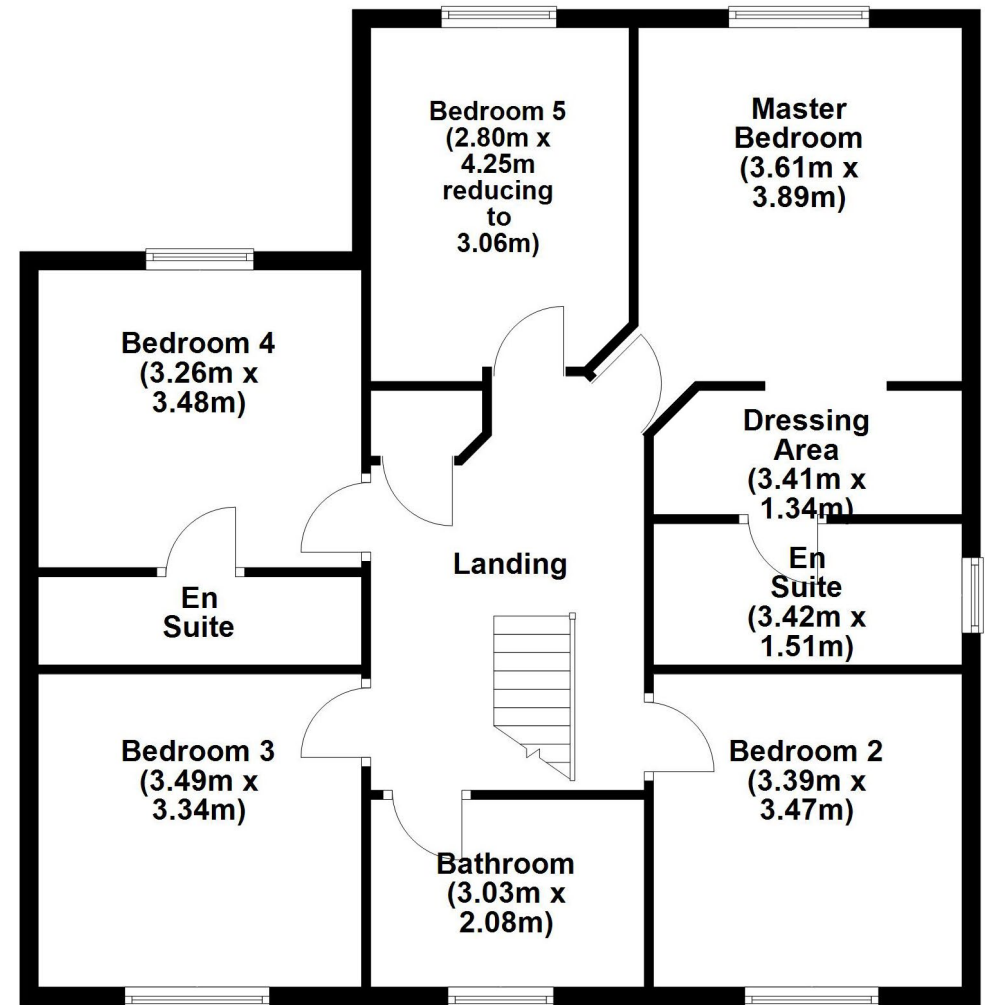 Bedroom 5
(2.80m x
4.25m
reducing
to
3.06m)
Master
Bedroom
(3.61m x
3.89m)
Bedroom 4
(3.26m x
3.48m)
Dressing
Area
(3.41m x
1.34m)
Landing
En
Suite
(3.42m x
1.51m)
En
Suite
Bedroom 3
(3.49m x
3.34m)
Bedroom 2
(3.39m x
3.47m)
Bathroom
(3.03m x
2.08m)